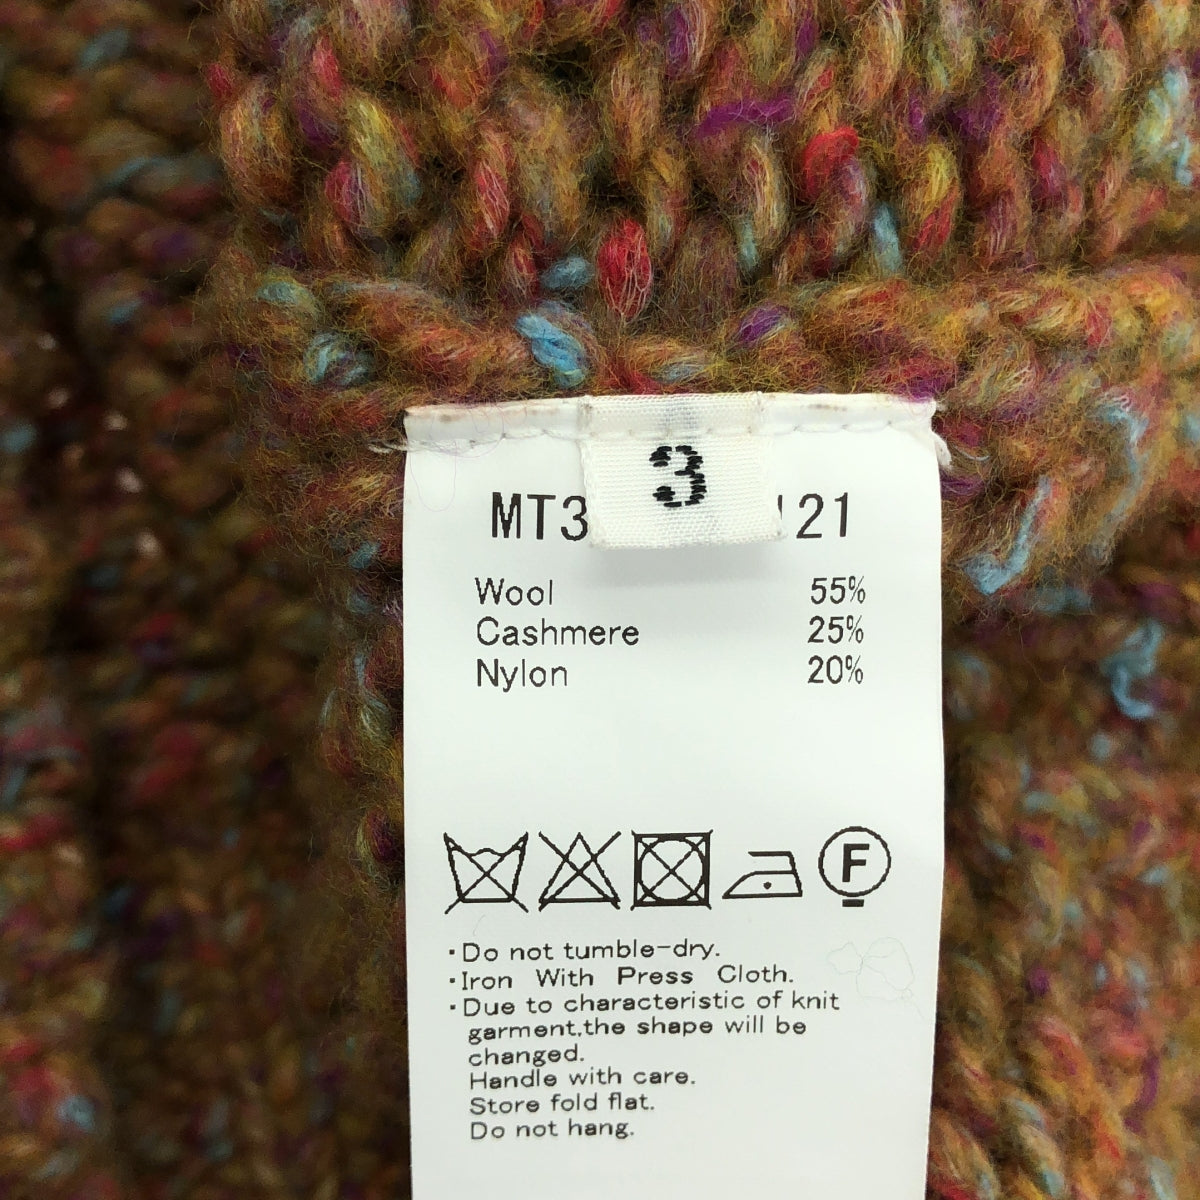 3
MT3 121
Wool 55%
Cashmere 25%
Nylon 20%
F
・Do not tumble-dry.
・Iron With Press Cloth.
・Due to characteristic of knit
garment.the shape will be
changed.
Handle with care.
Store fold flat.
Do not hang.